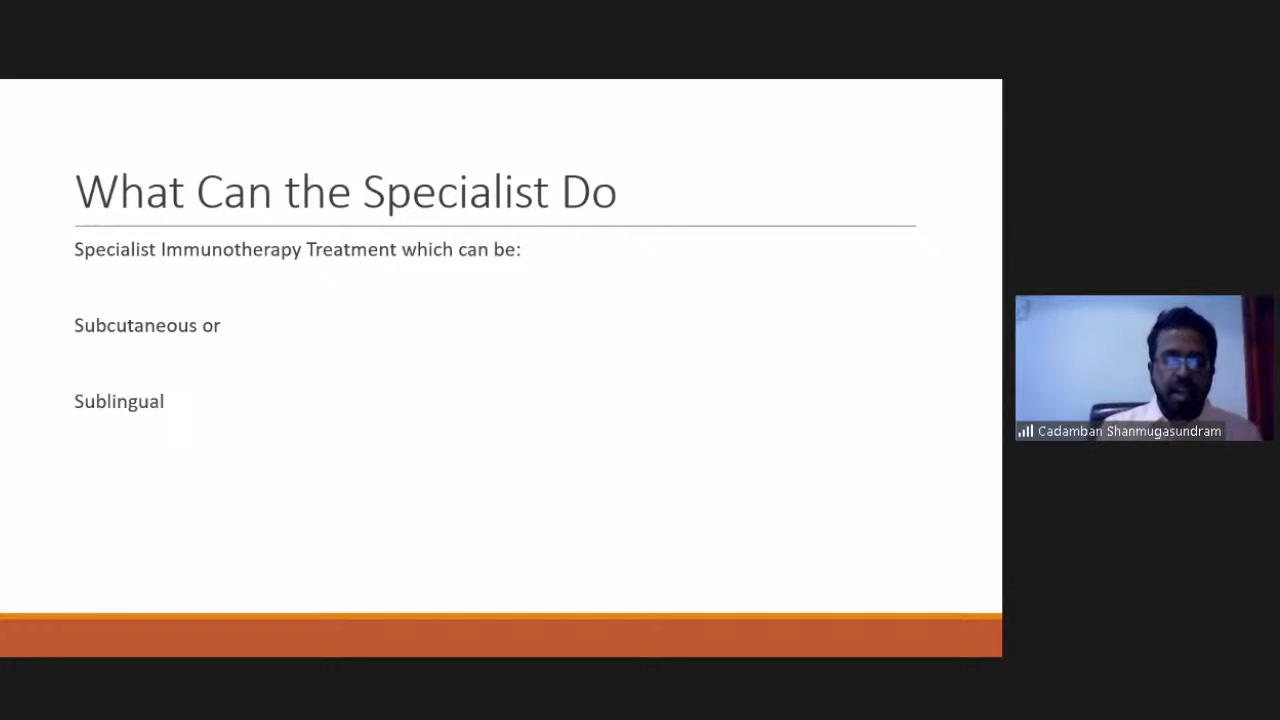 What Can the Specialist Do
Specialist Immunotherapy Treatment which can be:
Subcutaneous or
Sublingual
Cadamban Shanmugasundram